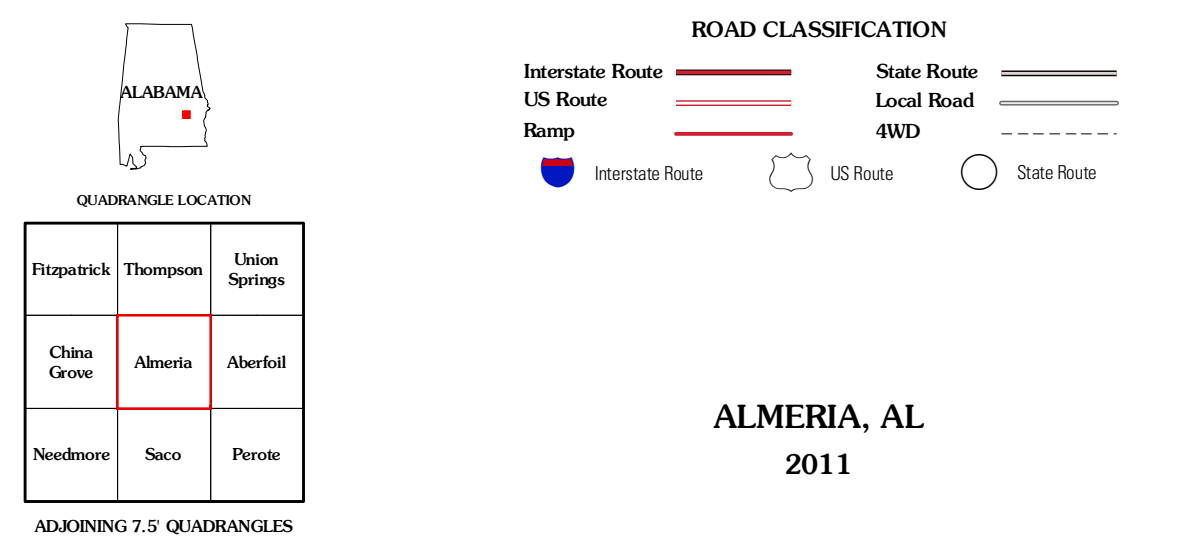 ALABAMA
QUADRANGLE LOCATION
Fitzpatrick
Thompson
Union
Springs
China
Grove
Almeria
Aberfoil
Needmore
Saco
Perote
ADJOINING 7.5' QUADRANGLES
ROAD CLASSIFICATION
Interstate Route
State Route
US Route
Local Road
Ramp
4WD
Interstate Route
US Route
State Route
ALMERIA, AL
2011